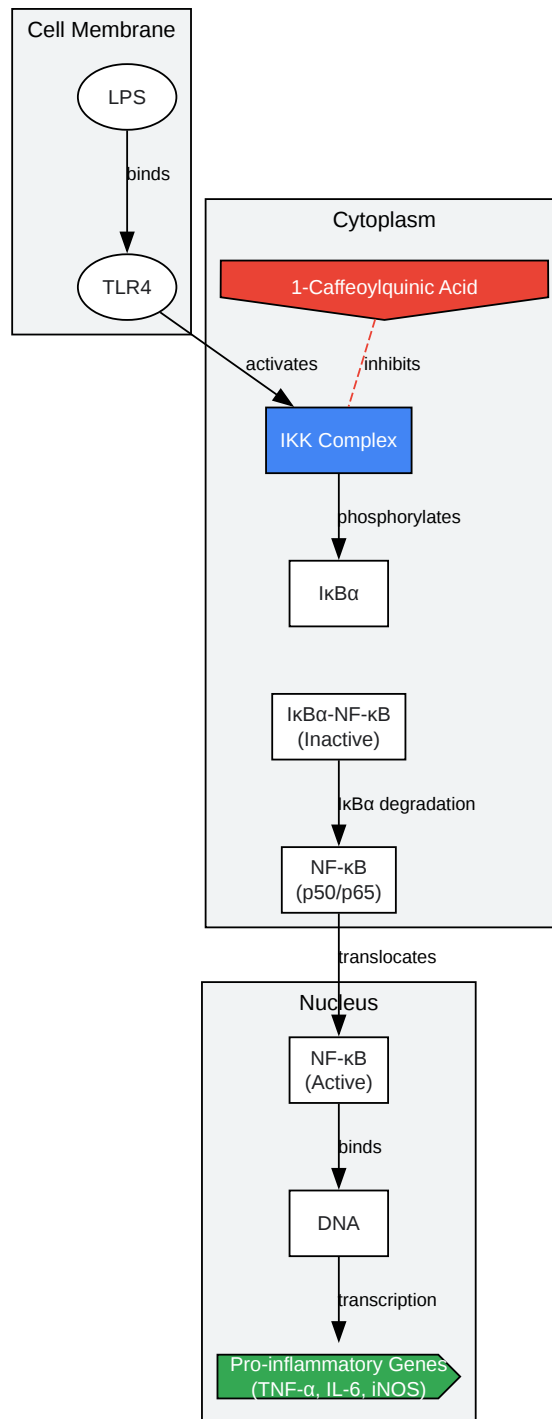 Cell Membrane
LPS
binds
TLR4
Cytoplasm
1-Caffeoylquinic Acid
activates
inhibits
IKK Complex
phosphorylates
IκBα
IκBα-NF-κB
(Inactive)
IκBα degradation
NF-κB
(p50/p65)
translocates
Nucleus
NF-κB
(Active)
binds
DNA
transcription
Pro-inflammatory Genes
(TNF-α, IL-6, iNOS)